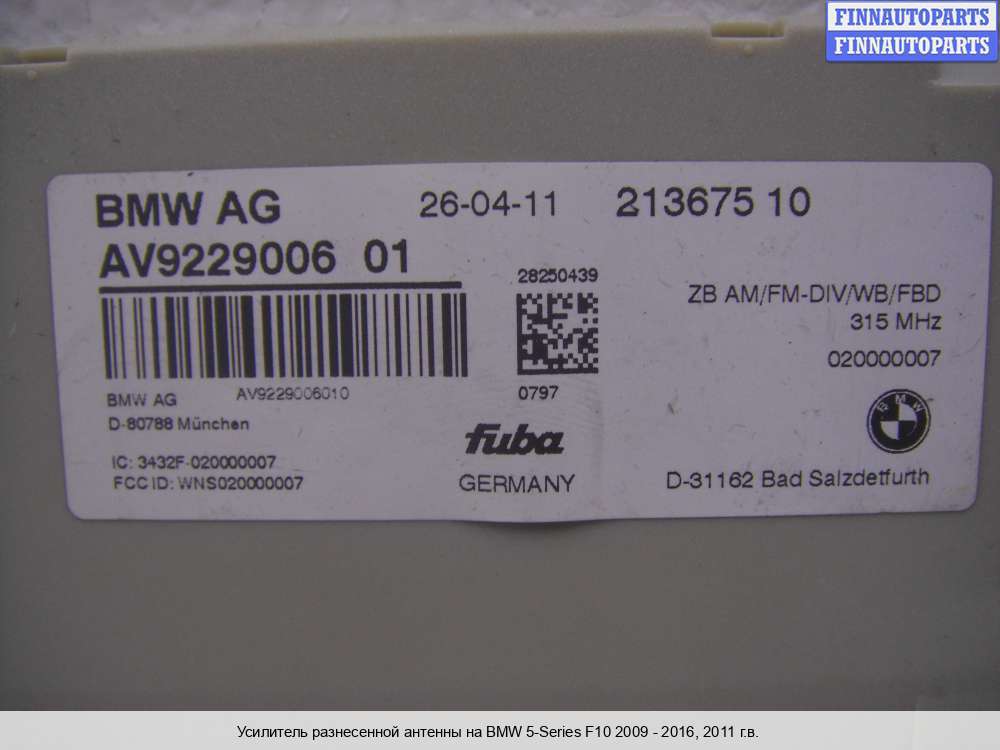 FINNAUTOPARTS
FINNAUTOPARTS
BMW AG 26-04-11 213675 10
AV9229006 01
28250439
ZB AM/FM-DIV/WB/FBD
315 MHz
020000007
0797
BMW AG AV9229006010
D-80788 München
BMW
fuba
IC: 3432F-020000007
FCC ID: WNS020000007
GERMANY
D-31162 Bad Salzdetfurth
Усилитель разнесенной антенны на BMW 5-Series F10 2009 - 2016, 2011 г.в.